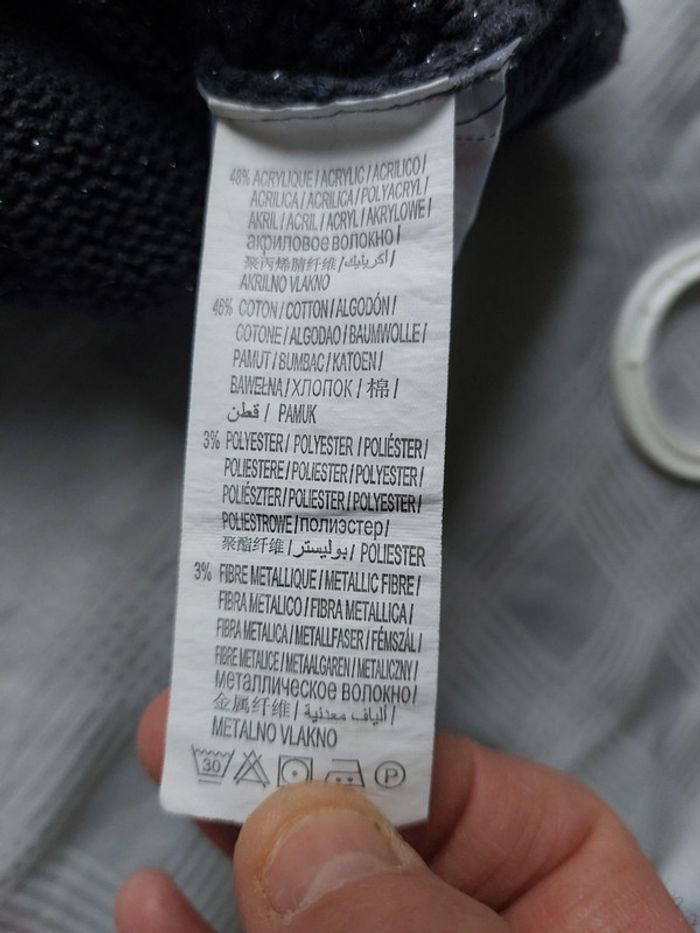 48% ACRYLIQUE / ACRYLIC / ACRILICO /
ACRILICA / ACRILICA / POLYACRYL /
AKRIL / ACRIL / ACRYL / AKRYLOWE /
акриловое волокно /
聚丙烯腈纤维 / أكريليك /
AKRILNO VLAKNO
46% COTON / COTTON / ALGODÓN /
COTONE / ALGODAO / BAUMWOLLE /
PAMUT / BUMBAC / KATOEN /
BAWEŁNA / ХЛОПОК / 棉 /
قطن / PAMUK
3% POLYESTER / POLYESTER / POLIÉSTER /
POLIESTERE / POLIESTER / POLYESTER /
POLIÉSZTER / POLIESTER / POLYESTER /
POLIESTROWE / полиэстер /
聚酯纤维 / بوليستر / POLIESTER
3% FIBRE METALLIQUE / METALLIC FIBRE /
FIBRA METALICO / FIBRA METALLICA /
FIBRA METALICA / METALLFASER / FÉMSZÁL /
FIBRE METALICE / METAALGAREN / METALICZNY /
металлическое волокно /
金属纤维 / ألياف معدنية /
METALNO VLAKNO
30 P